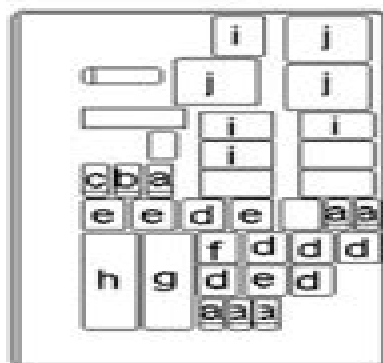 i j
j j
i i
i
c b a
e e d e a a
f d d d
h g d e d
a a a